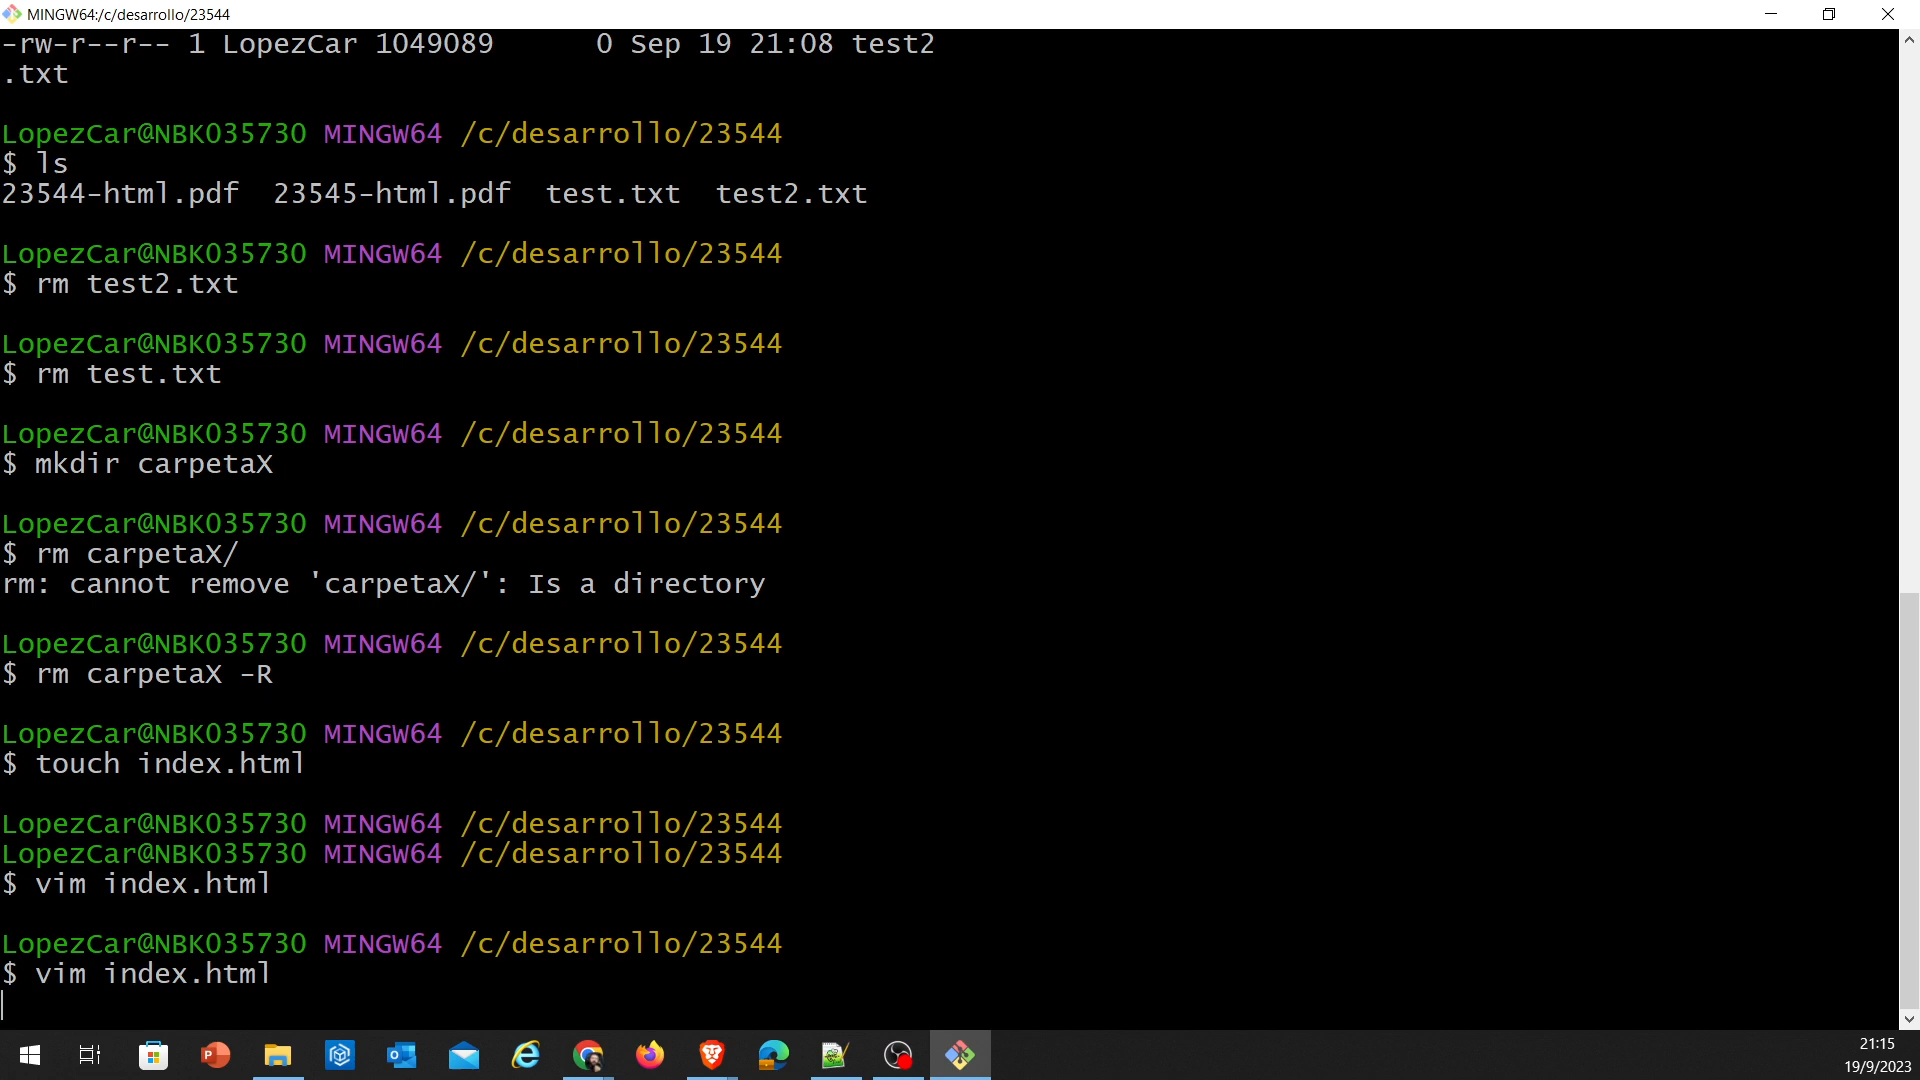 MINGW64:/c/desarrollo/23544
-rw-r--r-- 1 LopezCar 1049089      0 Sep 19 21:08 test2
.txt
LopezCar@NBK035730 MINGW64 /c/desarrollo/23544
$ ls
23544-html.pdf  23545-html.pdf  test.txt  test2.txt
LopezCar@NBK035730 MINGW64 /c/desarrollo/23544
$ rm test2.txt
LopezCar@NBK035730 MINGW64 /c/desarrollo/23544
$ rm test.txt
LopezCar@NBK035730 MINGW64 /c/desarrollo/23544
$ mkdir carpetaX
LopezCar@NBK035730 MINGW64 /c/desarrollo/23544
$ rm carpetaX/
rm: cannot remove 'carpetaX/': Is a directory
LopezCar@NBK035730 MINGW64 /c/desarrollo/23544
$ rm carpetaX -R
LopezCar@NBK035730 MINGW64 /c/desarrollo/23544
$ touch index.html
LopezCar@NBK035730 MINGW64 /c/desarrollo/23544
LopezCar@NBK035730 MINGW64 /c/desarrollo/23544
$ vim index.html
LopezCar@NBK035730 MINGW64 /c/desarrollo/23544
$ vim index.html
21:15
19/9/2023